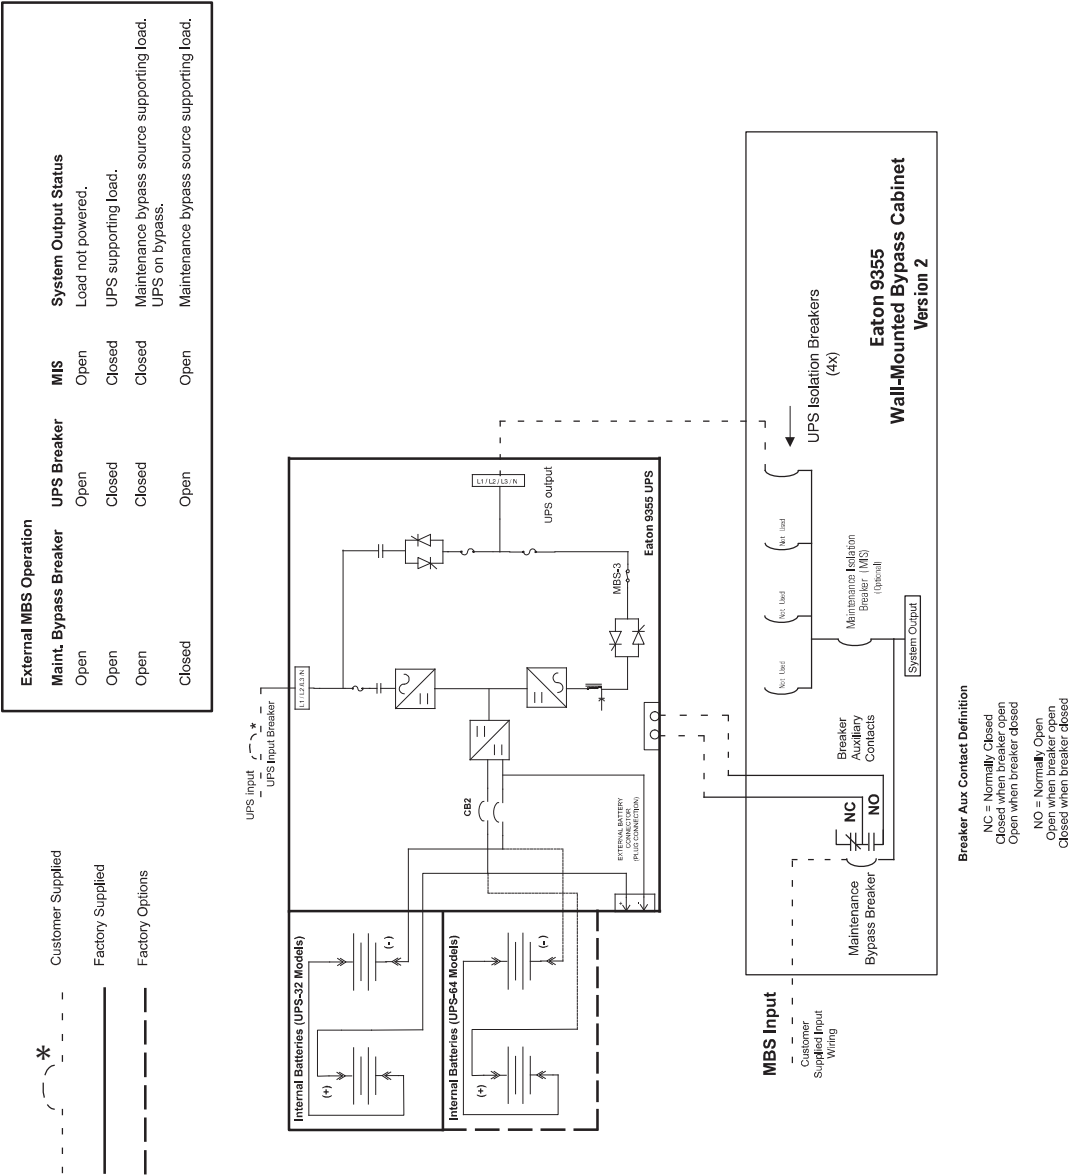 External MBS Operation
Maint. Bypass Breaker UPS Breaker MIS System Output Status
Open Open Open Load not powered.
Open Closed Closed UPS supporting load.
Open Closed Closed Maintenance bypass source supporting load.
UPS on bypass.
Closed Open Open Maintenance bypass source supporting load.
*
Customer Supplied
Factory Supplied
Factory Options
UPS input
*
UPS Input Breaker
L1 / L2 /L3 /N
L1 / L2 / L3 / N
UPS output
Eaton 9355 UPS
MBS-3
*
CB2
EXTERNAL BATTERY
CONNECTOR
(PLUG CONNECTION)
+
-
Internal Batteries (UPS-32 Models)
(+)
(-)
Internal Batteries (UPS-64 Models)
(+)
(-)
Eaton 9355
Wall-Mounted Bypass Cabinet
Version 2
UPS Isolation Breakers
(4x)
Not Used
Not Used
Not Used
Maintenance Isolation
Breaker (MIS)
(Optional)
System Output
Breaker
Auxiliary
Contacts
NC
NO
Maintenance
Bypass Breaker
MBS Input
Customer
Supplied Input
Wiring
Breaker Aux Contact Definition
NC = Normally Closed
Closed when breaker open
Open when breaker closed
NO = Normally Open
Open when breaker open
Closed when breaker closed